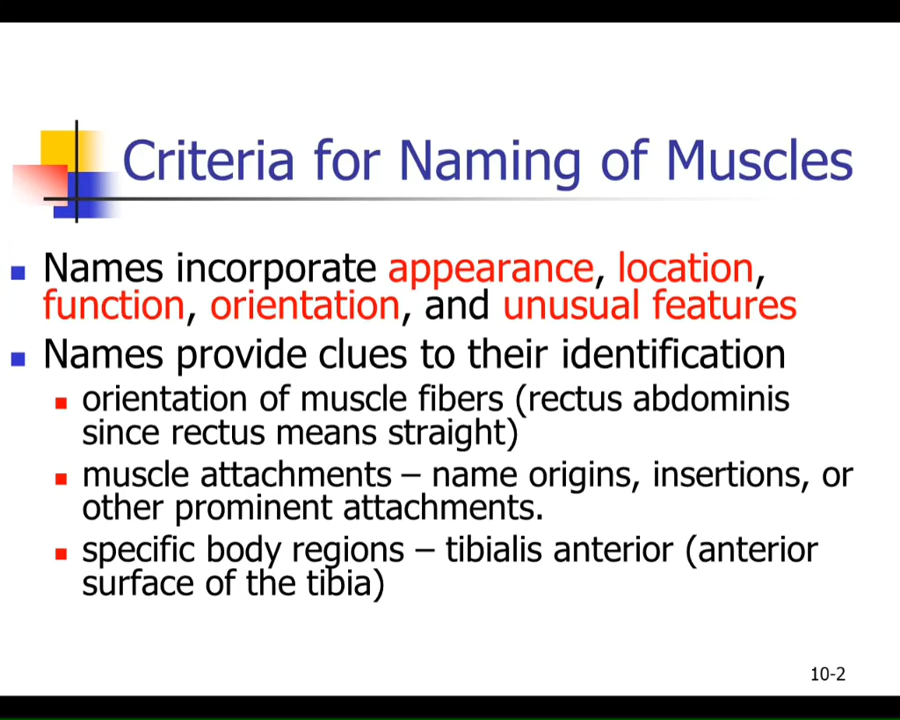 Criteria for Naming of Muscles
Names incorporate appearance, location,
function, orientation, and unusual features
Names provide clues to their identification
orientation of muscle fibers (rectus abdominis
since rectus means straight)
muscle attachments – name origins, insertions, or
other prominent attachments.
specific body regions – tibialis anterior (anterior
surface of the tibia)
10-2